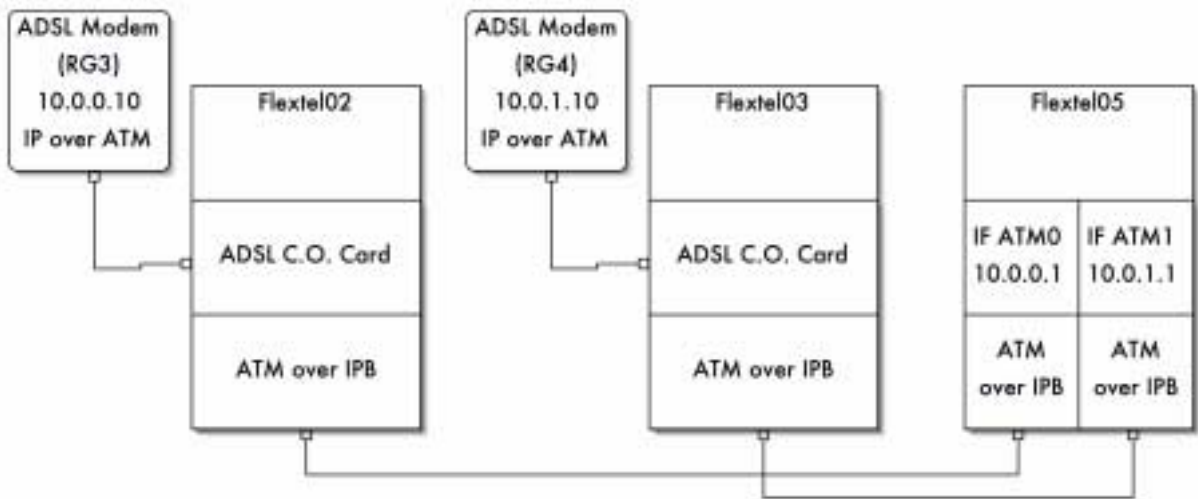 ADSL Modem
(RG3)
10.0.0.10
IP over ATM
Flextel02
ADSL C.O. Card
ATM over IPB
ADSL Modem
(RG4)
10.0.1.10
IP over ATM
Flextel03
ADSL C.O. Card
ATM over IPB
Flextel05
IF ATM0
10.0.0.1
IF ATM1
10.0.1.1
ATM
over IPB
ATM
over IPB